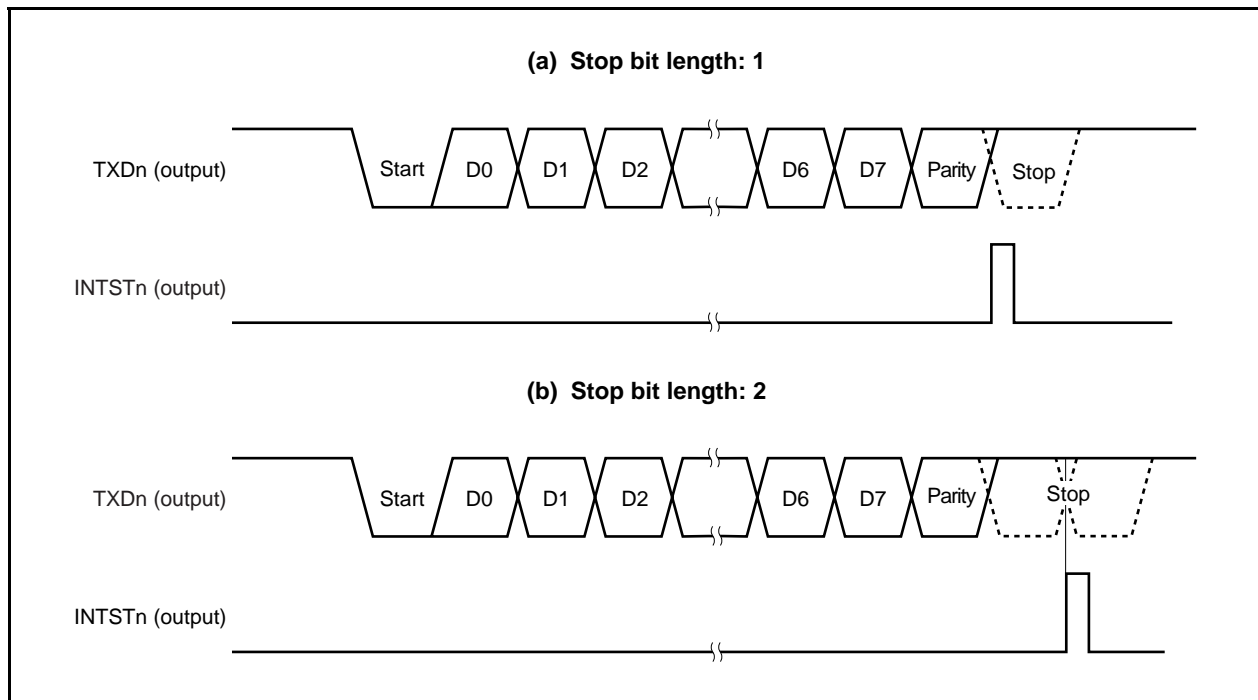 (a) Stop bit length: 1
TXDn (output)
Start D0 D1 D2 D6 D7 Parity Stop
INTSTn (output)
(b) Stop bit length: 2
TXDn (output)
Start D0 D1 D2 D6 D7 Parity Stop
INTSTn (output)